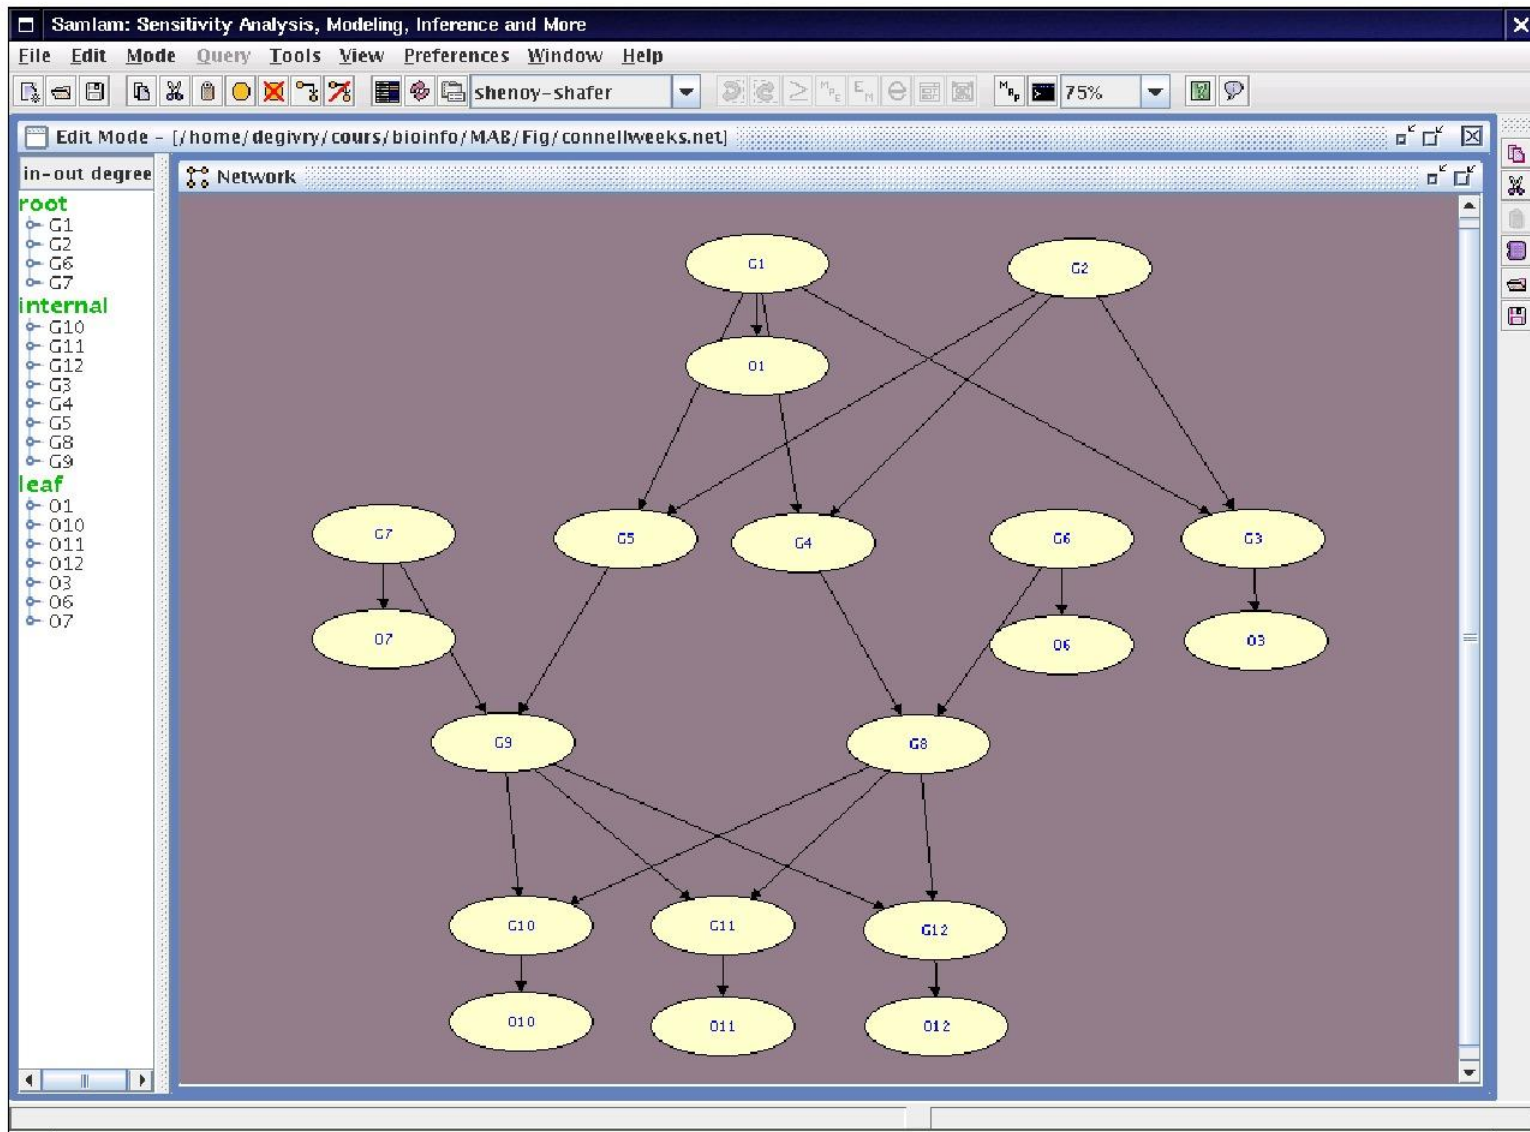 Samlam: Sensitivity Analysis, Modeling, Inference and More
File Edit Mode Query Tools View Preferences Window Help
shenoy-shafer 75%
Edit Mode - [/home/degivry/cours/bioinfo/MAB/Fig/connellweeks.net]
in-out degree
Network
root
G1
G2
G6
G7
internal
G10
G11
G12
G3
G4
G5
G8
G9
leaf
O1
O10
O11
O12
O3
O6
O7
G1 G2
O1
G7 G5 G4 G6 G3
O7 O6 O3
G9 G8
G10 G11 G12
O10 O11 O12